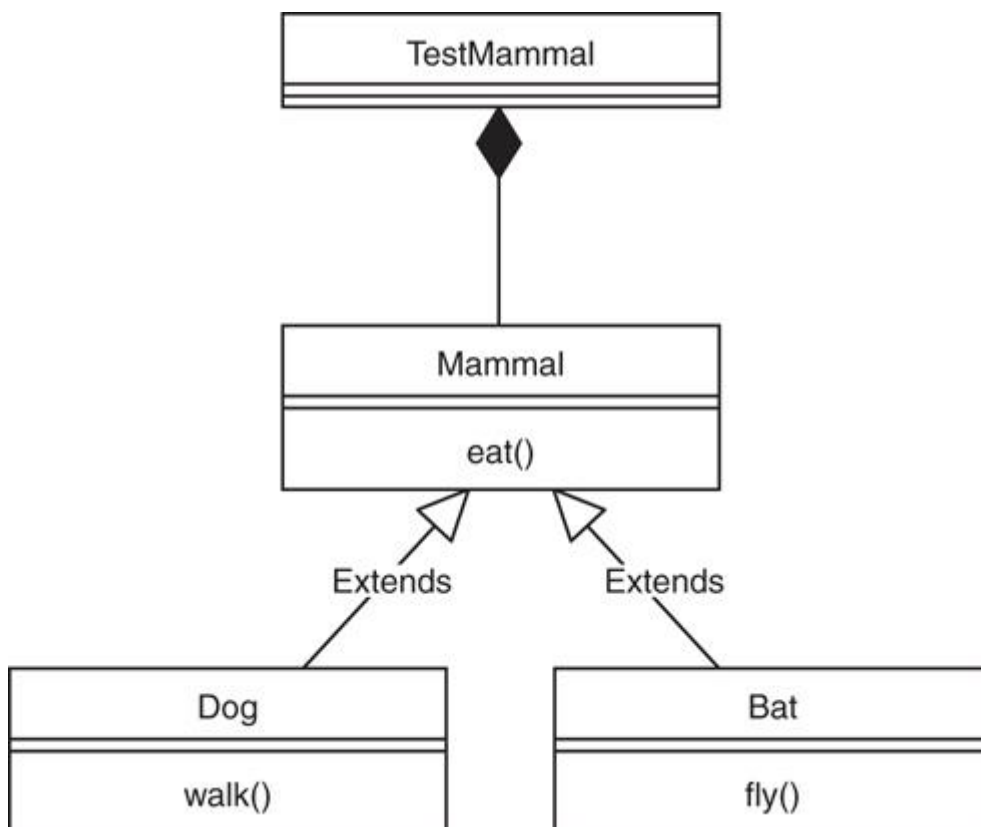 TestMammal
Mammal
eat()
Extends
Extends
Dog
Bat
walk()
fly()